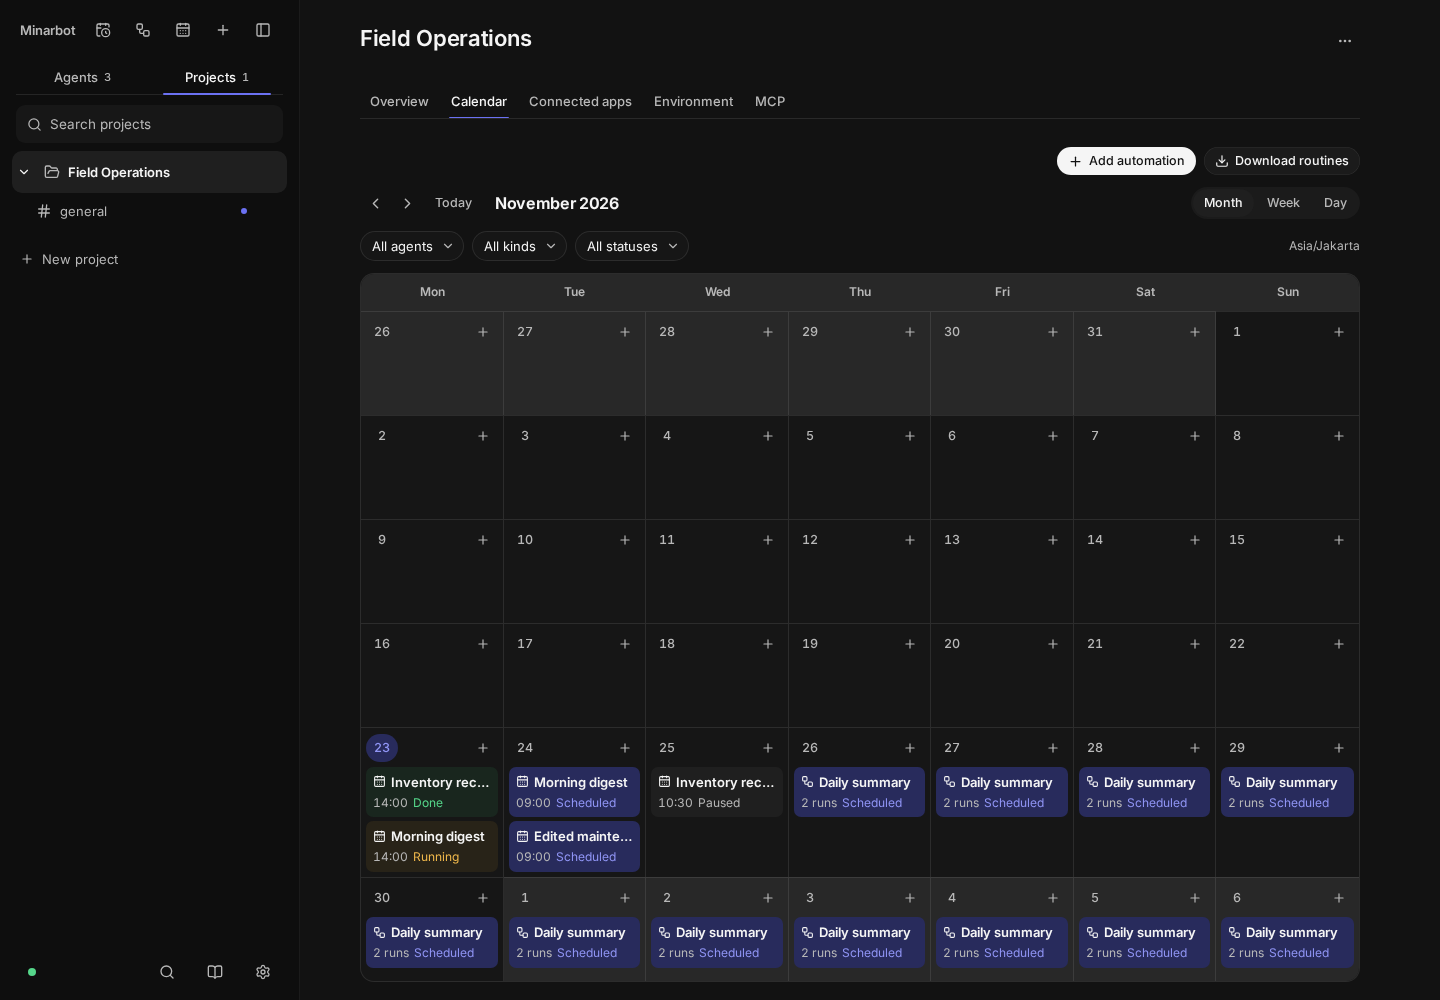 Minarbot
Agents 3
Projects 1
Search projects
Field Operations
general
New project
Field Operations
Overview
Calendar
Connected apps
Environment
MCP
Add automation
Download routines
Today
November 2026
Month
Week
Day
All agents
All kinds
All statuses
Asia/Jakarta
Mon Tue Wed Thu Fri Sat Sun
26 27 28 29 30 31 1
2 3 4 5 6 7 8
9 10 11 12 13 14 15
16 17 18 19 20 21 22
23 24 25 26 27 28 29
Inventory rec...
14:00 Done
Morning digest
14:00 Running
Morning digest
09:00 Scheduled
Edited mainte...
09:00 Scheduled
Inventory rec...
10:30 Paused
Daily summary
2 runs Scheduled
Daily summary
2 runs Scheduled
Daily summary
2 runs Scheduled
Daily summary
2 runs Scheduled
30 1 2 3 4 5 6
Daily summary
2 runs Scheduled
Daily summary
2 runs Scheduled
Daily summary
2 runs Scheduled
Daily summary
2 runs Scheduled
Daily summary
2 runs Scheduled
Daily summary
2 runs Scheduled
Daily summary
2 runs Scheduled